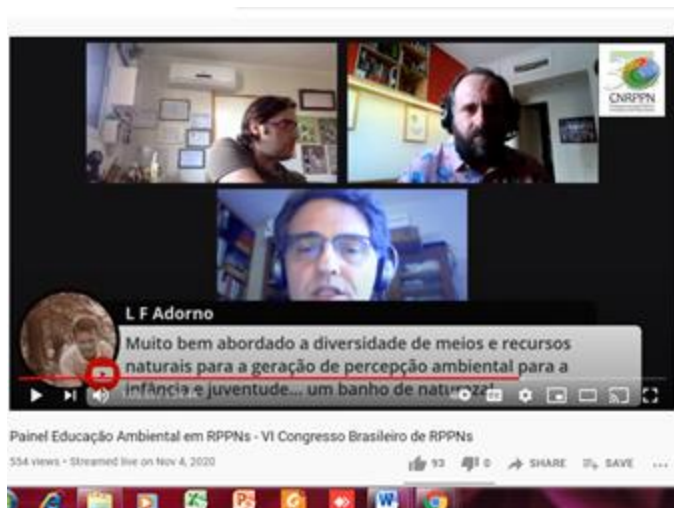 CNRPPN
L F Adorno
Muito bem abordado a diversidade de meios e recursos
naturais para a geração de percepção ambiental para a
infância e juventude... um banho de natureza!
Painel Educação Ambiental em RPPNs - VI Congresso Brasileiro de RPPNs
554 views • Streamed live on Nov 4, 2020
93
0
SHARE
SAVE